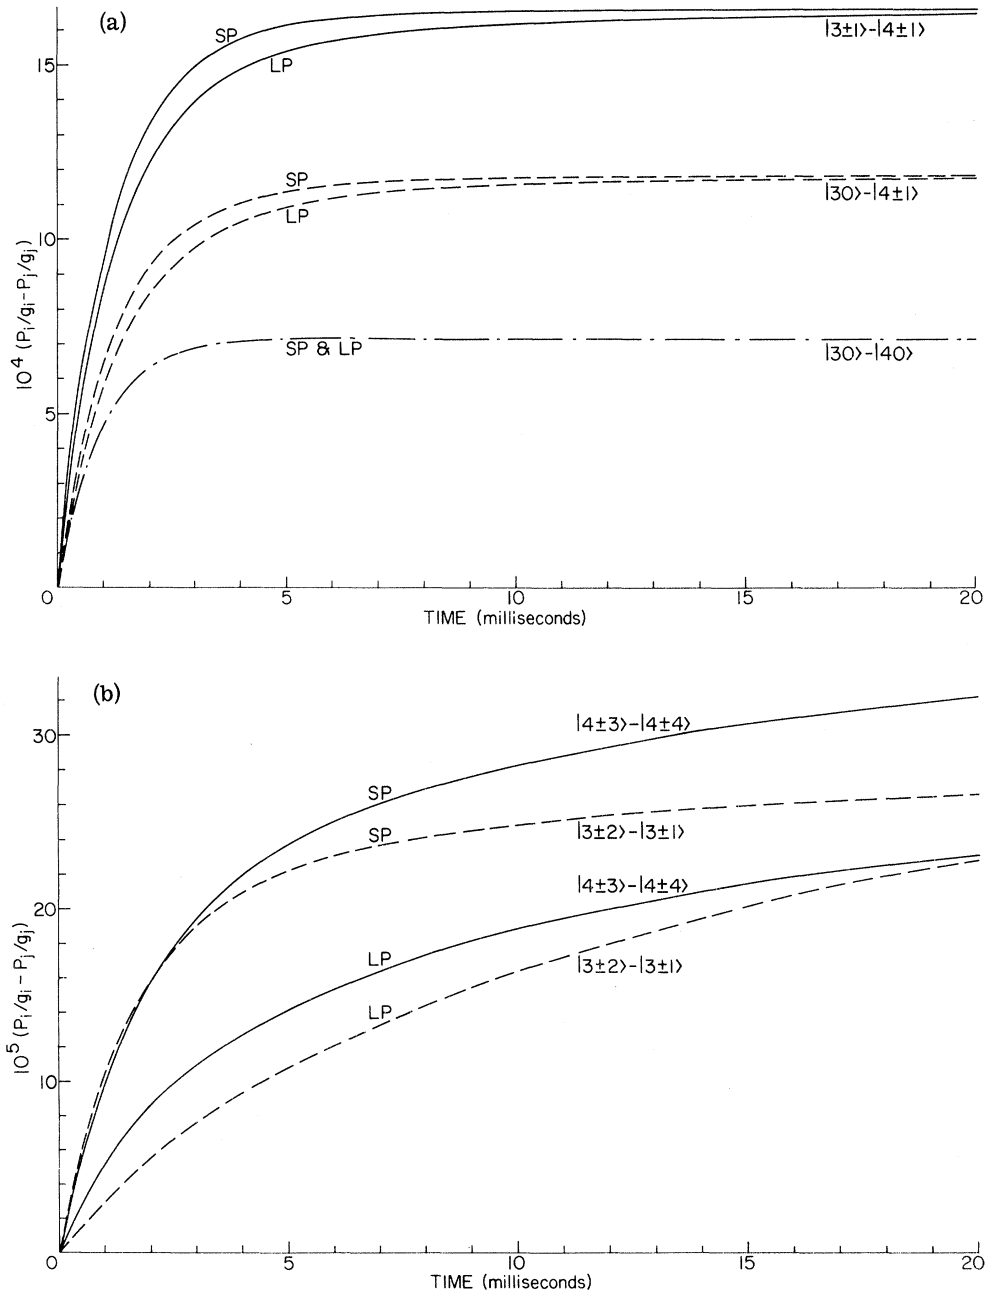 (a)
SP
LP
|3±1⟩-|4±1⟩
15
SP
LP
|30⟩-|4±1⟩
10
SP & LP
|30⟩-|40⟩
5
10⁴ (Pᵢ/gᵢ - Pⱼ/gⱼ)
0 0 5 10 15 20
TIME (milliseconds)
(b)
|4±3⟩-|4±4⟩
30
SP
SP
|3±2⟩-|3±1⟩
|4±3⟩-|4±4⟩
20
LP
|3±2⟩-|3±1⟩
LP
10
10⁵ (Pᵢ/gᵢ - Pⱼ/gⱼ)
0 0 5 10 15 20
TIME (milliseconds)